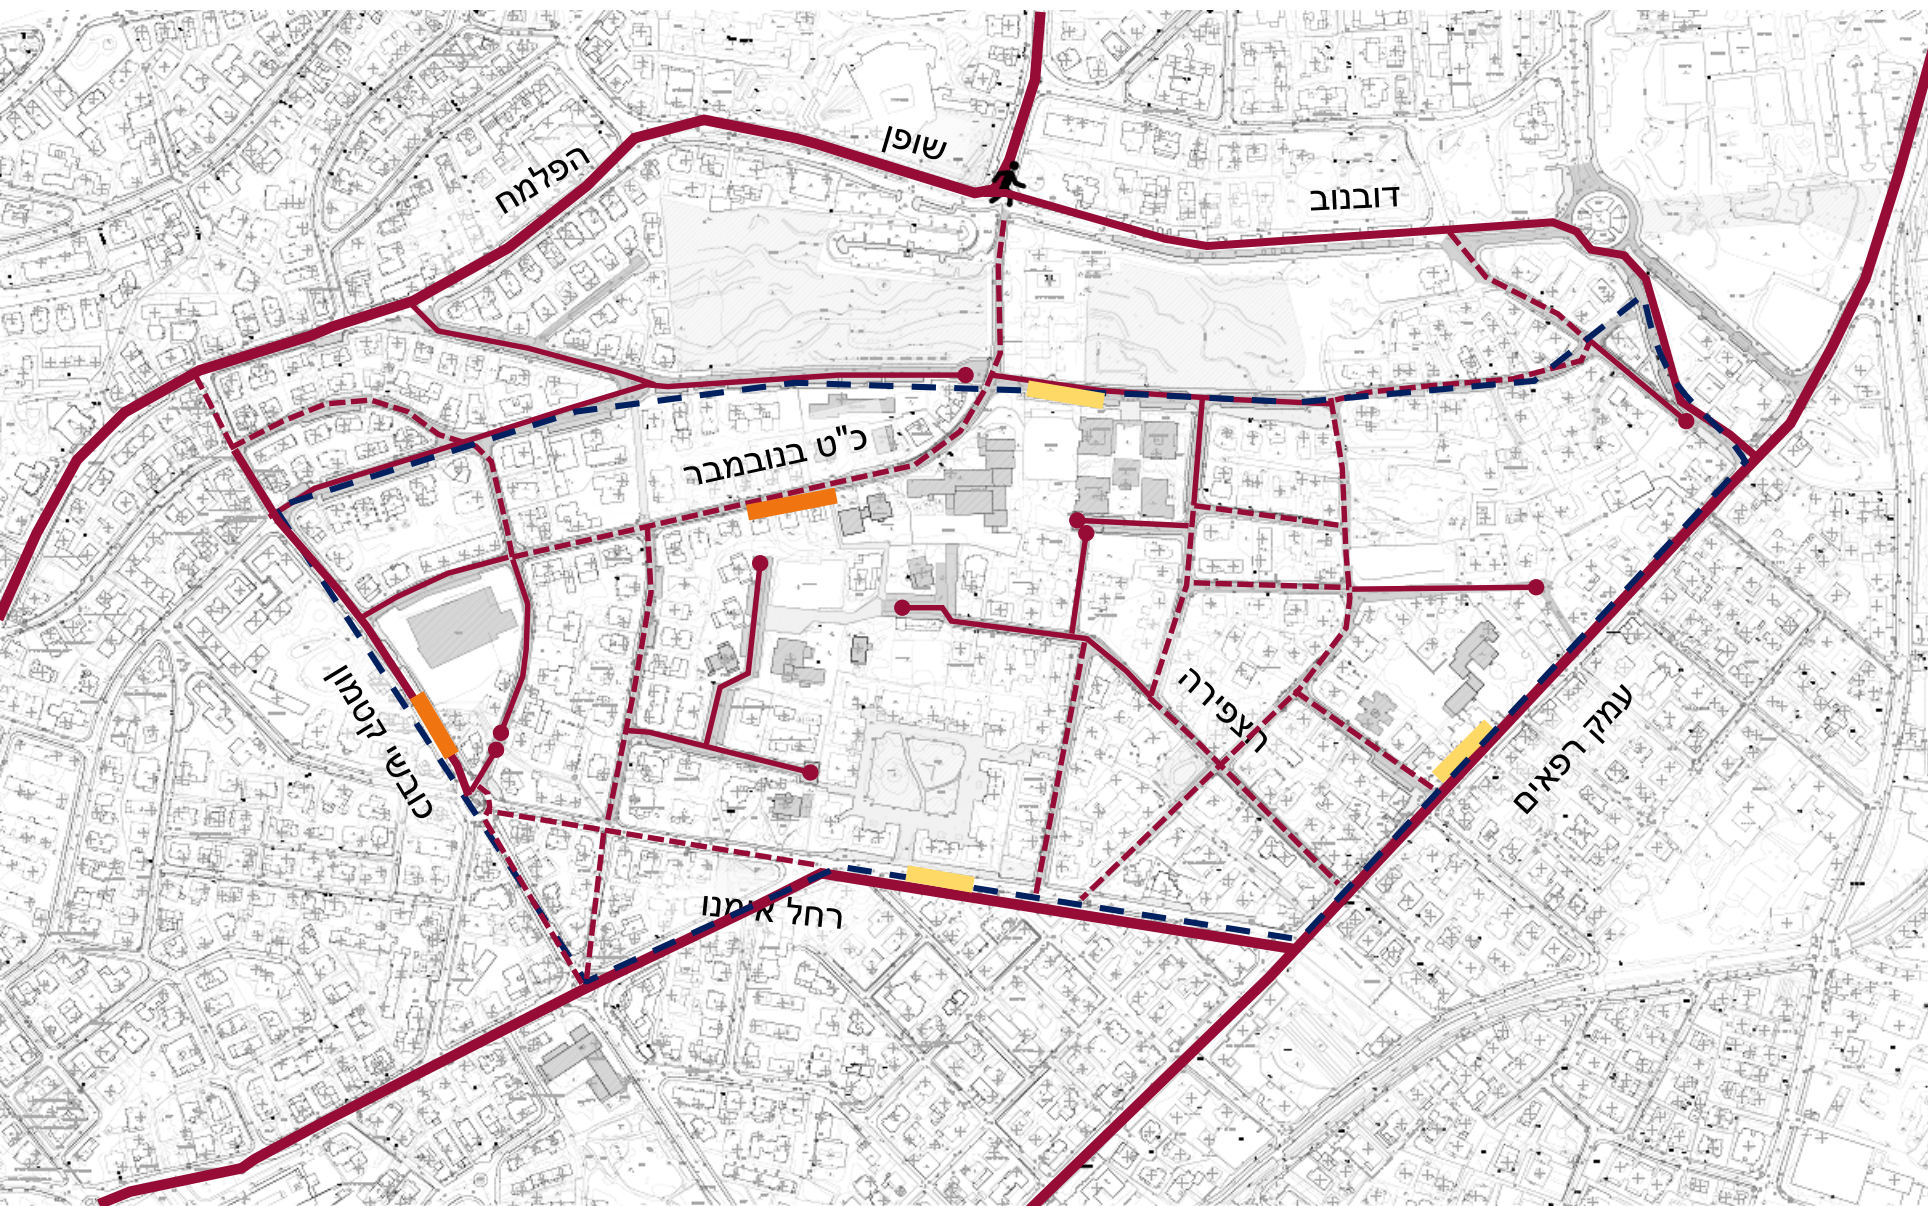 שופן
הפלמח
דובנוב
כ"ט בנובמבר
כובשי קטמון
הצפירה
עמק רפאים
רחל אימנו